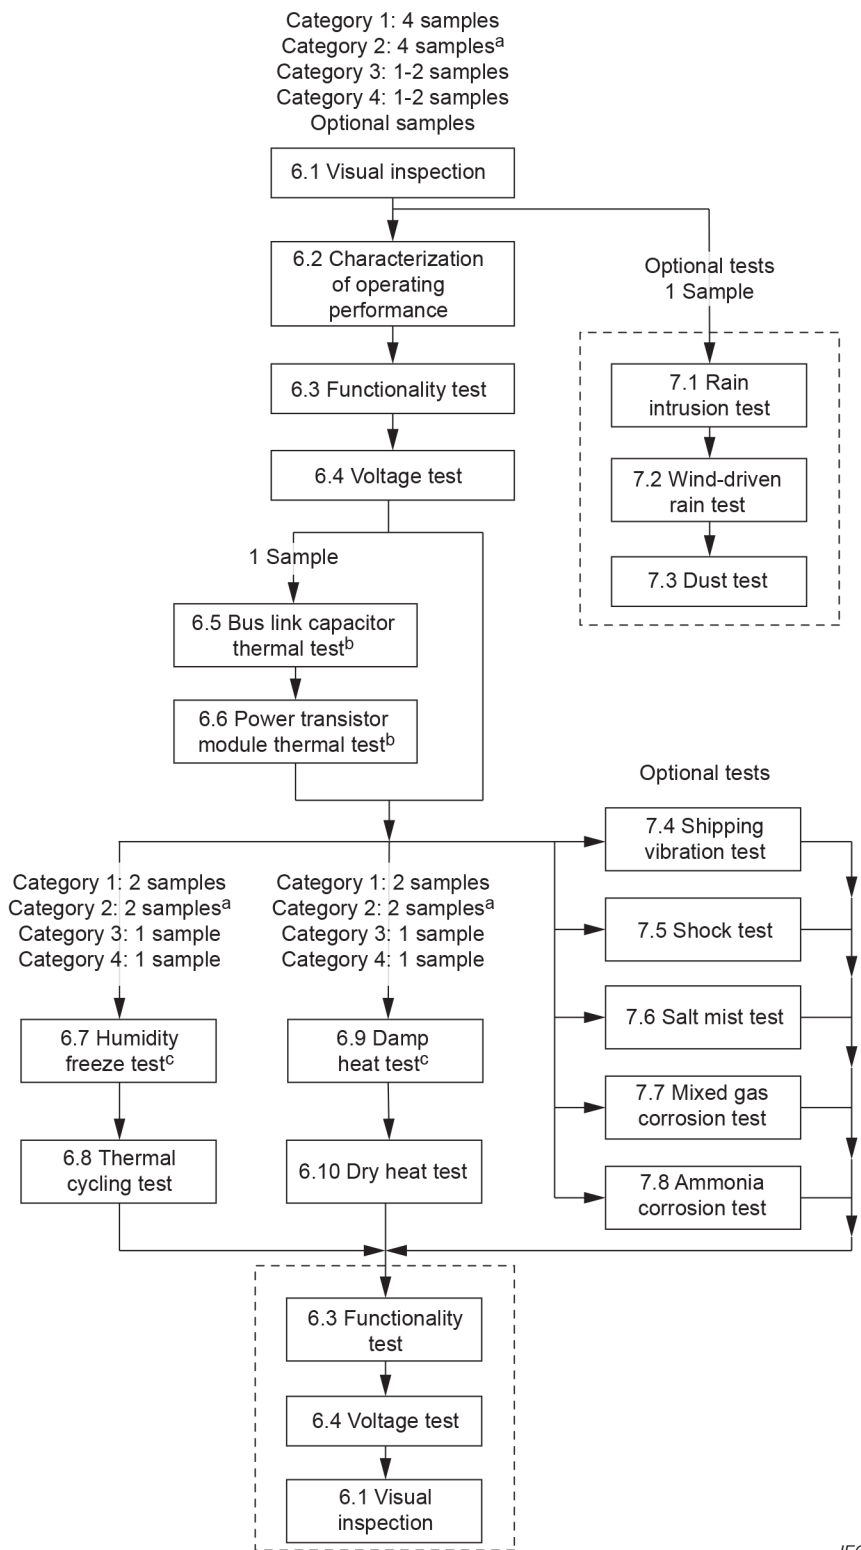 Category 1: 4 samples
Category 2: 4 samplesᵃ
Category 3: 1-2 samples
Category 4: 1-2 samples
Optional samples
6.1 Visual inspection
6.2 Characterization
of operating
performance
Optional tests
1 Sample
6.3 Functionality test
7.1 Rain
intrusion test
6.4 Voltage test
7.2 Wind-driven
rain test
7.3 Dust test
1 Sample
6.5 Bus link capacitor
thermal testᵇ
6.6 Power transistor
module thermal testᵇ
Optional tests
7.4 Shipping
vibration test
Category 1: 2 samples
Category 2: 2 samplesᵃ
Category 3: 1 sample
Category 4: 1 sample
Category 1: 2 samples
Category 2: 2 samplesᵃ
Category 3: 1 sample
Category 4: 1 sample
7.5 Shock test
7.6 Salt mist test
6.7 Humidity
freeze testᶜ
6.9 Damp
heat testᶜ
7.7 Mixed gas
corrosion test
6.8 Thermal
cycling test
6.10 Dry heat test
7.8 Ammonia
corrosion test
6.3 Functionality
test
6.4 Voltage test
6.1 Visual
inspection